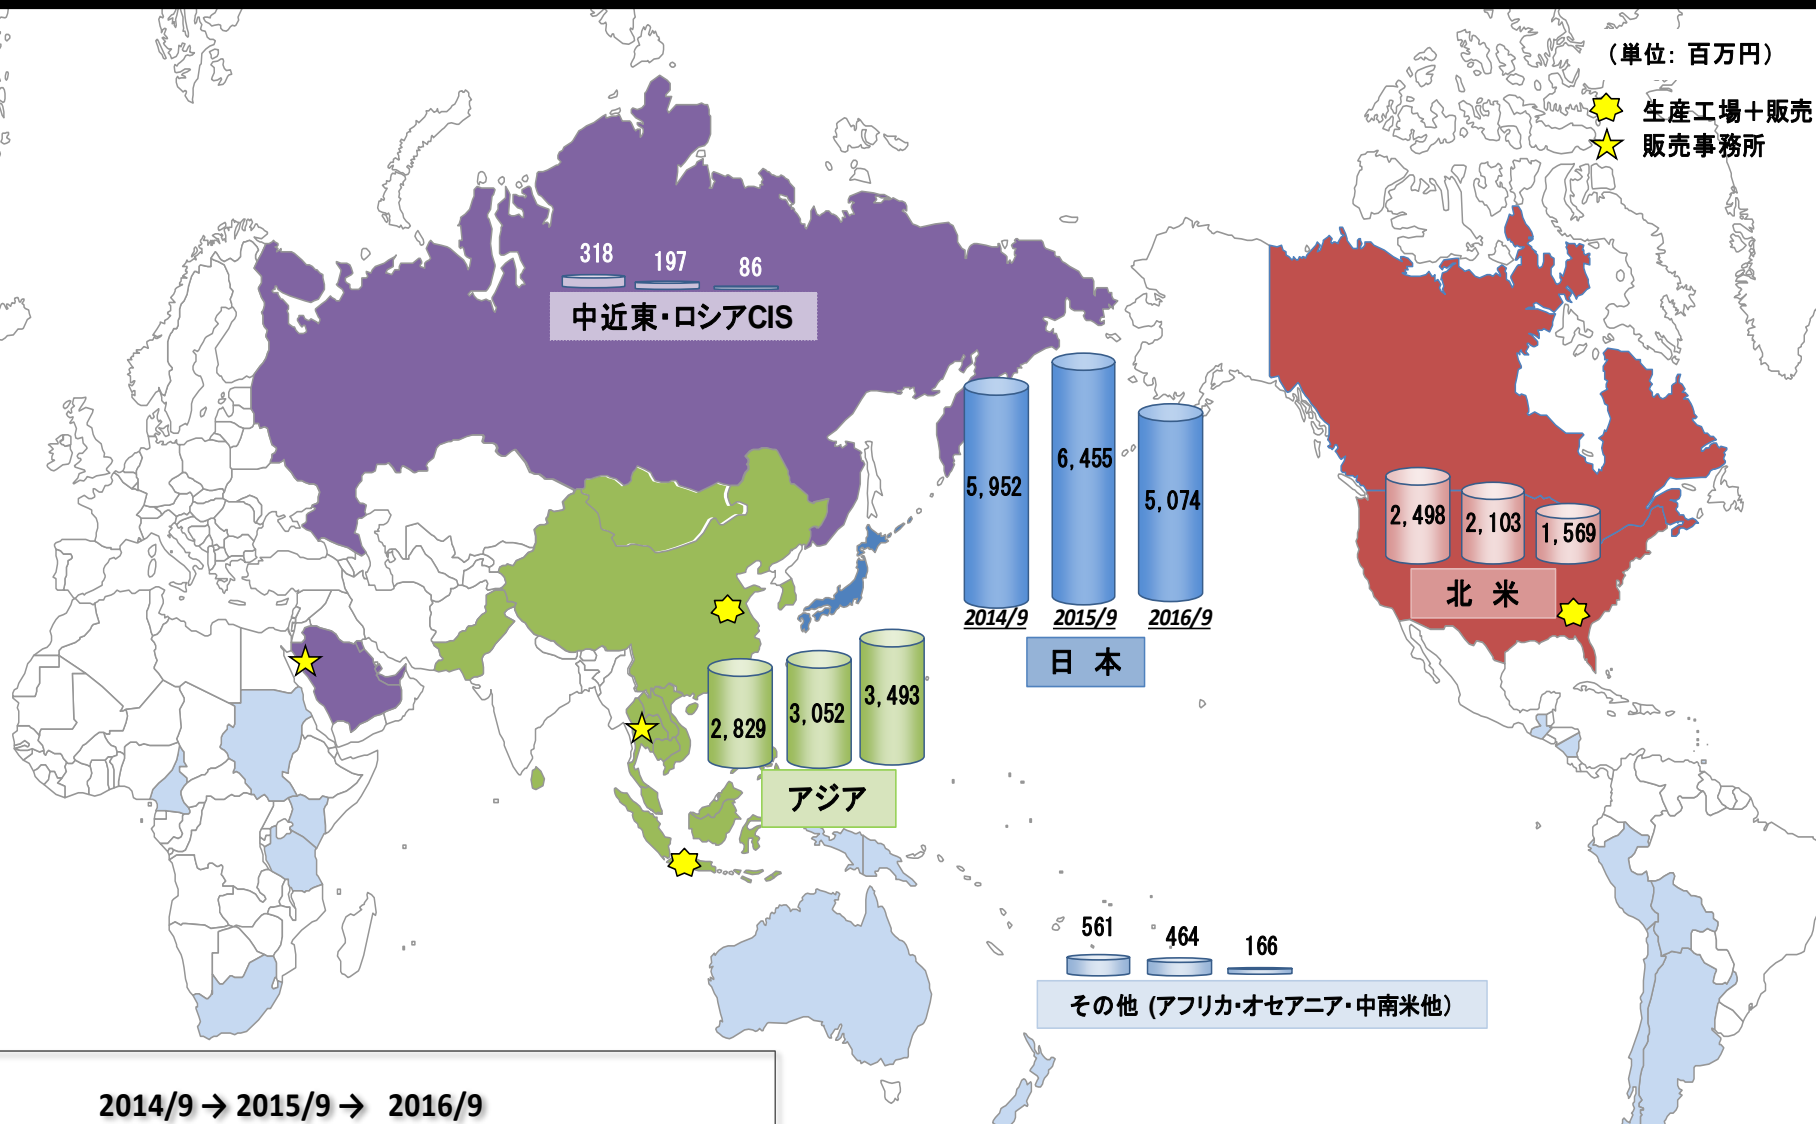 （単位: 百万円）
生産工場＋販売
販売事務所
318
197
86
中近東・ロシアCIS
5,952
6,455
5,074
2014/9
2015/9
2016/9
日 本
2,498
2,103
1,569
北 米
2,829
3,052
3,493
アジア
561
464
166
その他 (アフリカ・オセアニア・中南米他）
2014/9 → 2015/9 → 2016/9